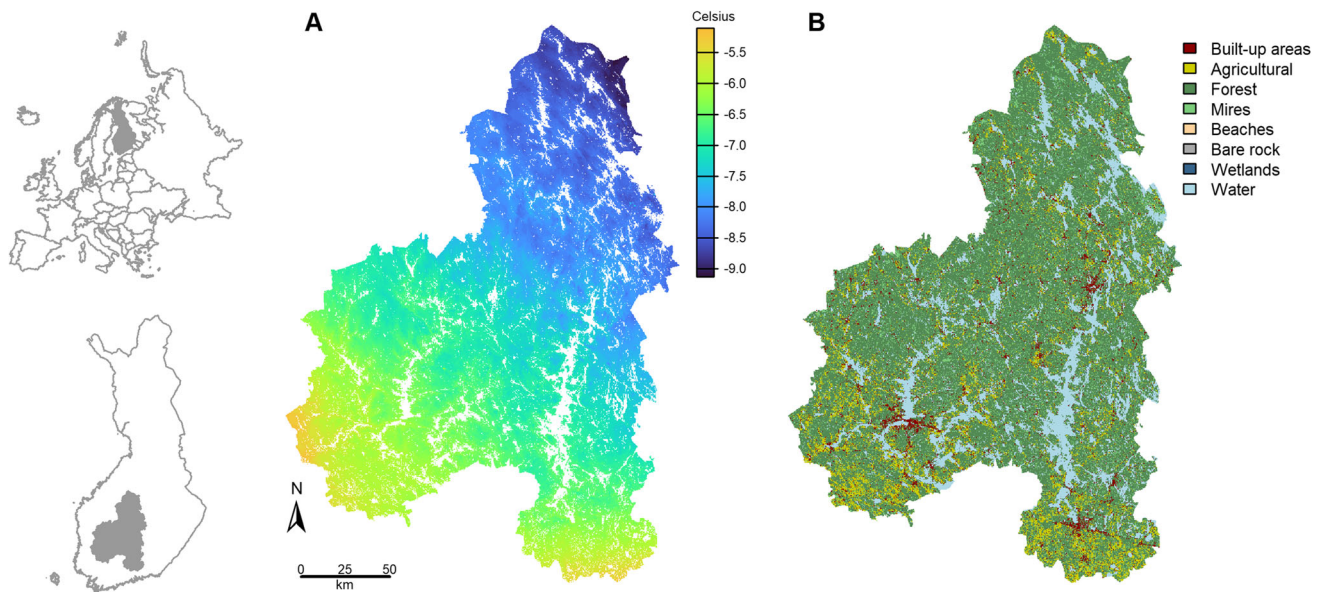 A
Celsius
-5.5
-6.0
-6.5
-7.0
-7.5
-8.0
-8.5
-9.0
N
0 25 50
km
B
Built-up areas
Agricultural
Forest
Mires
Beaches
Bare rock
Wetlands
Water